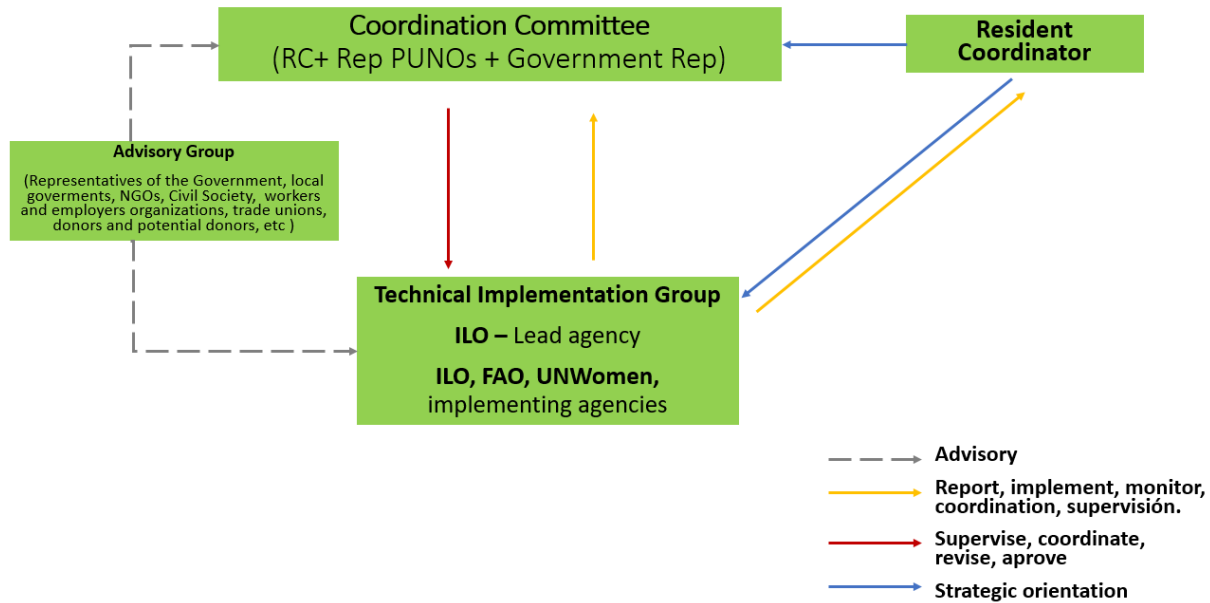 Coordination Committee
(RC+ Rep PUNOs + Government Rep)
Resident
Coordinator
Advisory Group
(Representatives of the Government, local
goverments, NGOs, Civil Society, workers
and employers organizations, trade unions,
donors and potential donors, etc )
Technical Implementation Group
ILO – Lead agency
ILO, FAO, UNWomen,
implementing agencies
Advisory
Report, implement, monitor,
coordination, supervisión.
Supervise, coordinate,
revise, aprove
Strategic orientation